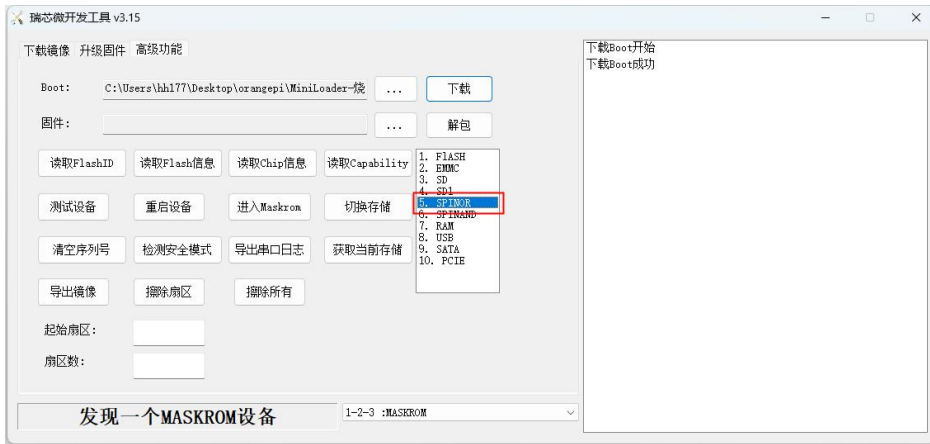 瑞芯微开发工具 v3.15
下载镜像 升级固件 高级功能
Boot: C:\Users\hh177\Desktop\orangepi\MiniLoader-烧 ... 下载
固件: ... 解包
读取FlashID 读取Flash信息 读取Chip信息 读取Capability
测试设备 重启设备 进入Maskrom 切换存储
清空序列号 检测安全模式 导出串口日志 获取当前存储
导出镜像 擦除扇区 擦除所有
起始扇区:
扇区数:
1. FlASH
2. EMMC
3. SD
4. SD1
5. SPINOR
6. SPINAND
7. RAM
8. USB
9. SATA
10. PCIE
发现一个MASKROM设备 1-2-3 :MASKROM
下载Boot开始
下载Boot成功